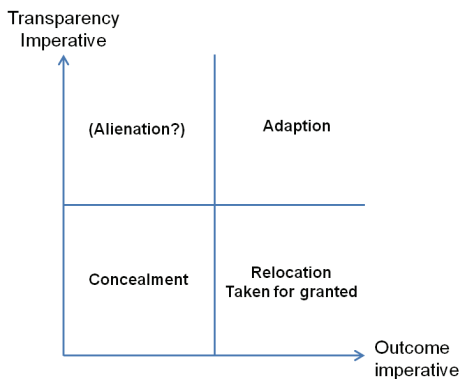 Transparency
Imperative
(Alienation?)
Adaption
Concealment
Relocation
Taken for granted
Outcome
imperative